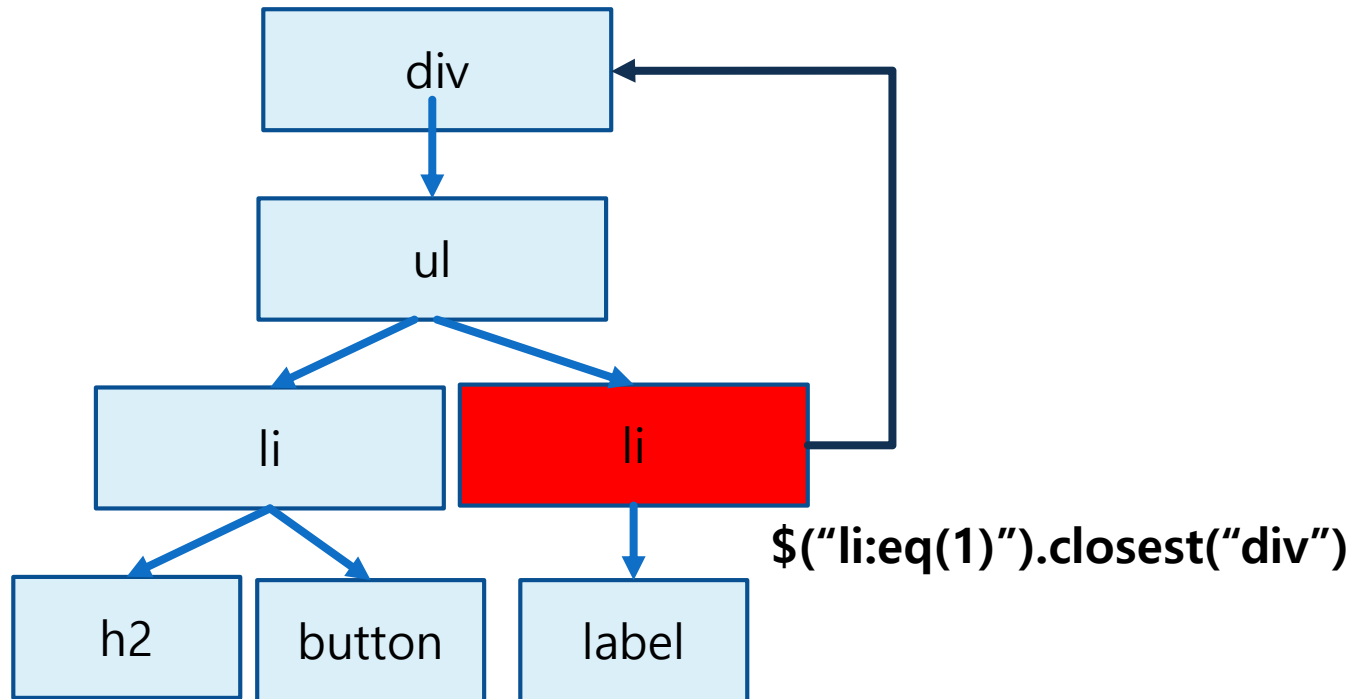 div
ul
li
li
$(“li:eq(1)”).closest(“div”)
h2
button
label